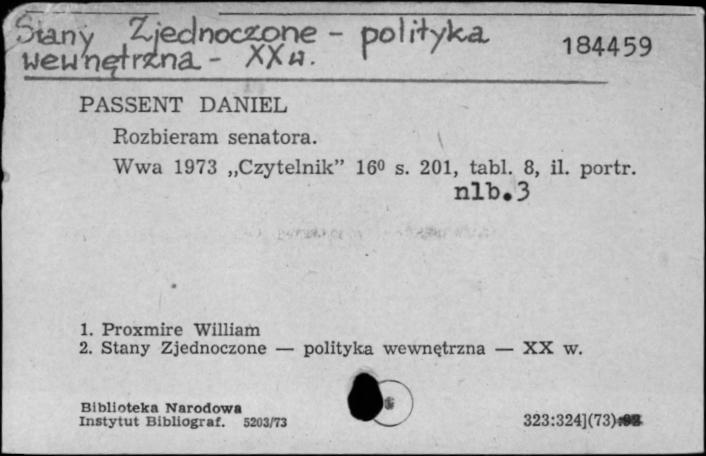 Stany Zjednoczone - polityka
wewnętrzna - XX w.
184459
PASSENT DANIEL
Rozbieram senatora.
Wwa 1973 „Czytelnik” 16⁰ s. 201, tabl. 8, il. portr.
nlb.3
1. Proxmire William
2. Stany Zjednoczone — polityka wewnętrzna — XX w.
Biblioteka Narodowa
Instytut Bibliograf. 5203/73
323:324](73)